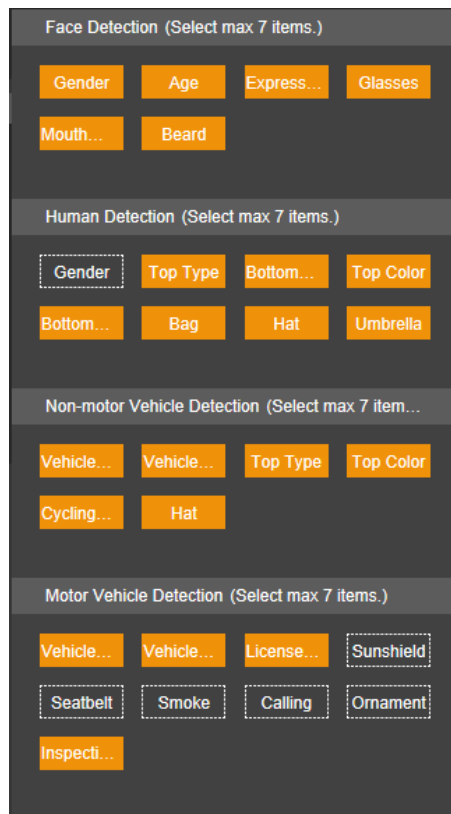 Face Detection (Select max 7 items.)
Gender Age Express... Glasses
Mouth... Beard
Human Detection (Select max 7 items.)
Gender Top Type Bottom... Top Color
Bottom... Bag Hat Umbrella
Non-motor Vehicle Detection (Select max 7 item...
Vehicle... Vehicle... Top Type Top Color
Cycling... Hat
Motor Vehicle Detection (Select max 7 items.)
Vehicle... Vehicle... License... Sunshield
Seatbelt Smoke Calling Ornament
Inspecti...